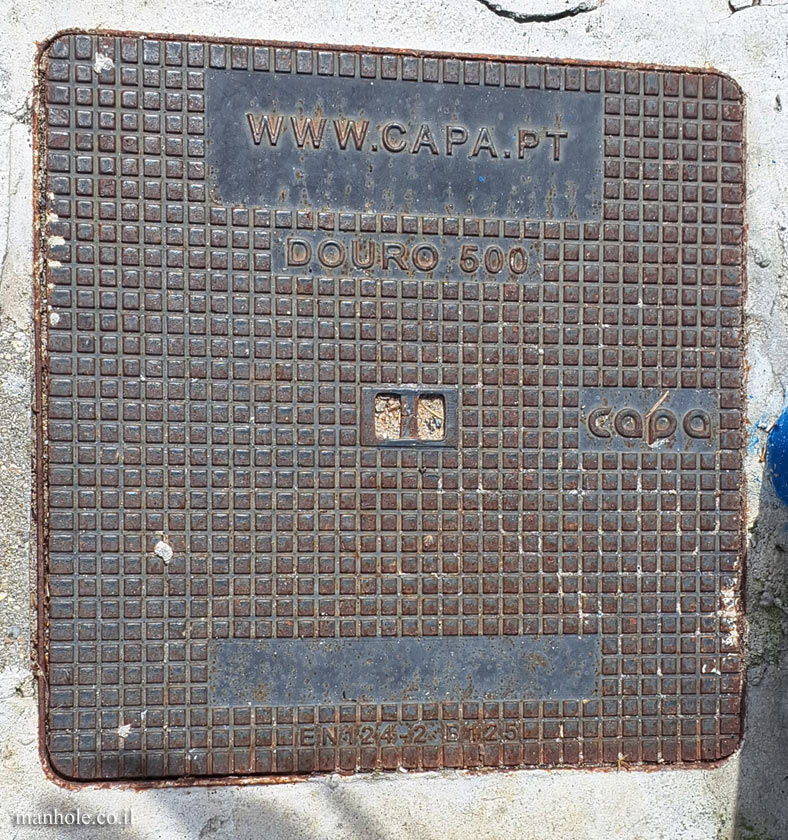 WWW.CAPA.PT
DOURO 500
capa
EN124-2 B125
manhole.co.il